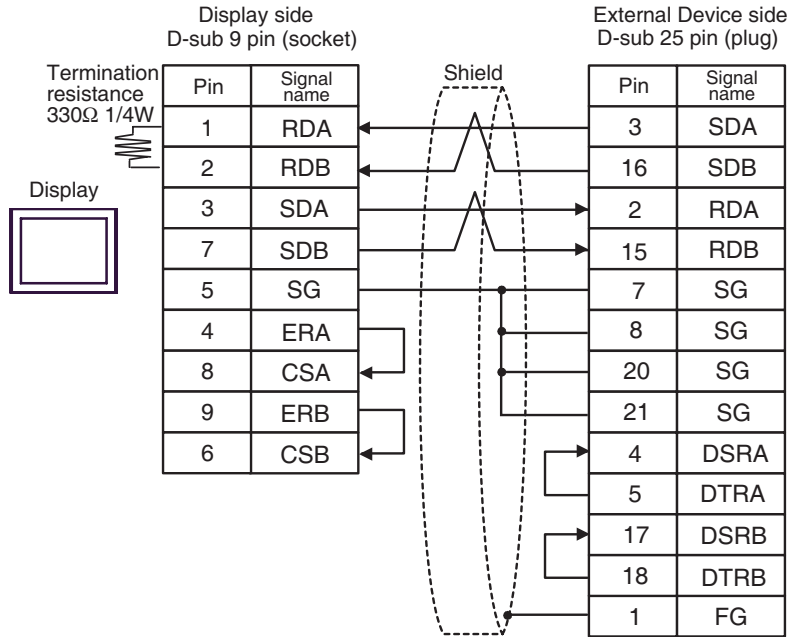 Display side
D-sub 9 pin (socket)
External Device side
D-sub 25 pin (plug)
Termination
resistance
330Ω 1/4W
Display
Shield
Pin Signal name
1 RDA
2 RDB
3 SDA
7 SDB
5 SG
4 ERA
8 CSA
9 ERB
6 CSB
Pin Signal name
3 SDA
16 SDB
2 RDA
15 RDB
7 SG
8 SG
20 SG
21 SG
4 DSRA
5 DTRA
17 DSRB
18 DTRB
1 FG